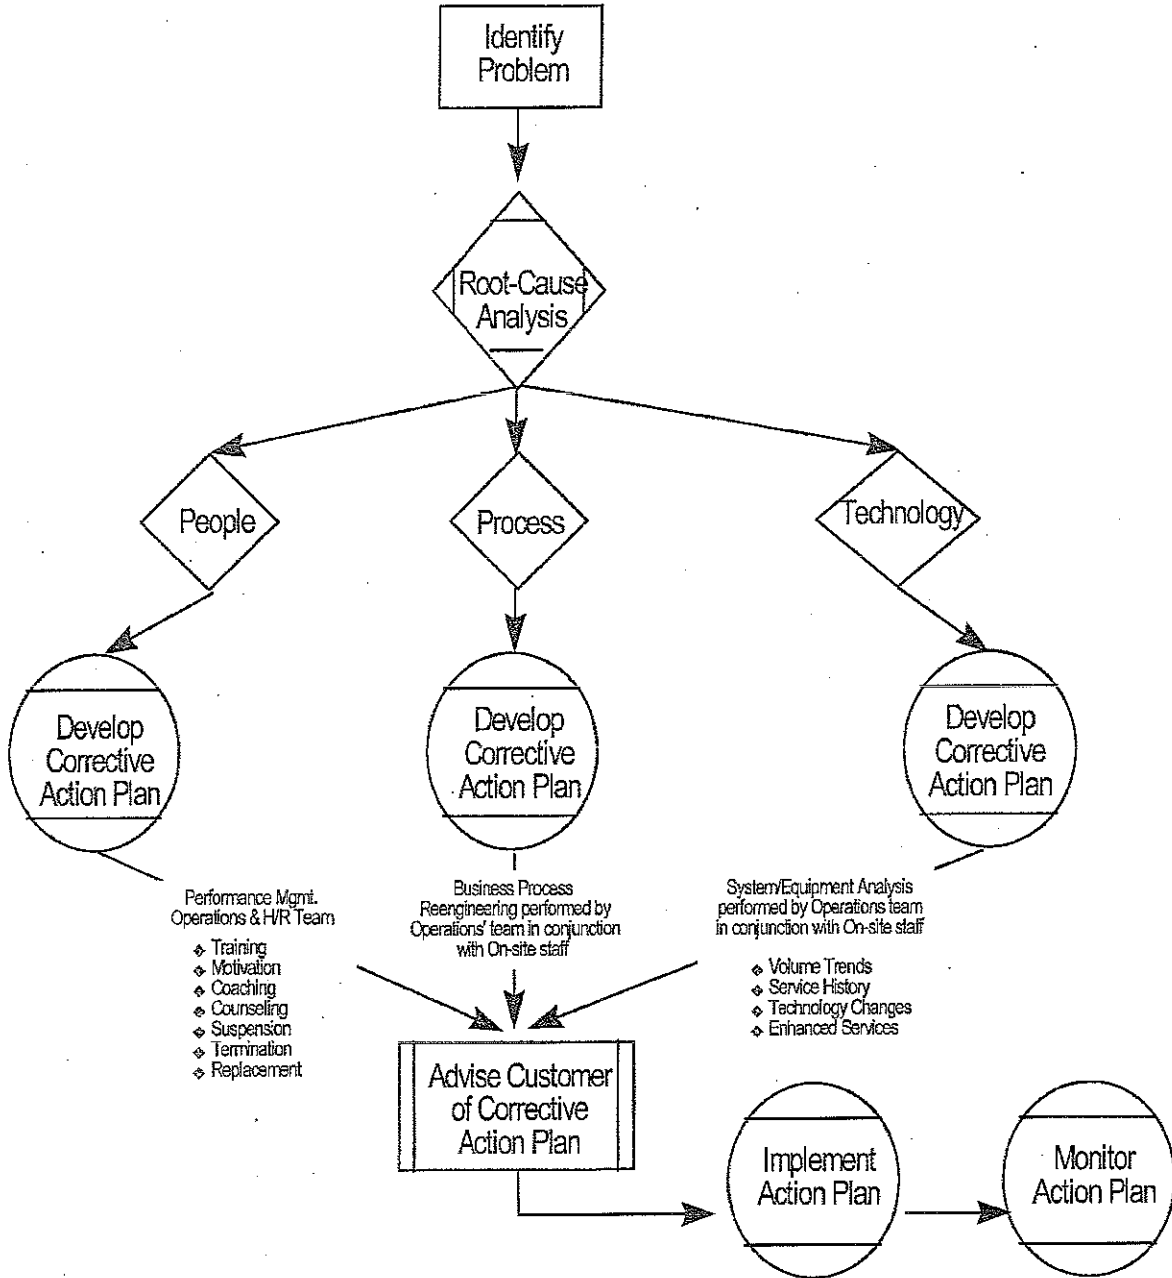 Identify
Problem
Root-Cause
Analysis
People
Process
Technology
Develop
Corrective
Action Plan
Develop
Corrective
Action Plan
Develop
Corrective
Action Plan
Performance Mgmt.
Operations & H/R Team
Training
Motivation
Coaching
Counseling
Suspension
Termination
Replacement
Business Process
Reengineering performed by
Operations' team in conjunction
with On-site staff
System/Equipment Analysis
performed by Operations team
in conjunction with On-site staff
Volume Trends
Service History
Technology Changes
Enhanced Services
Advise Customer
of Corrective
Action Plan
Implement
Action Plan
Monitor
Action Plan